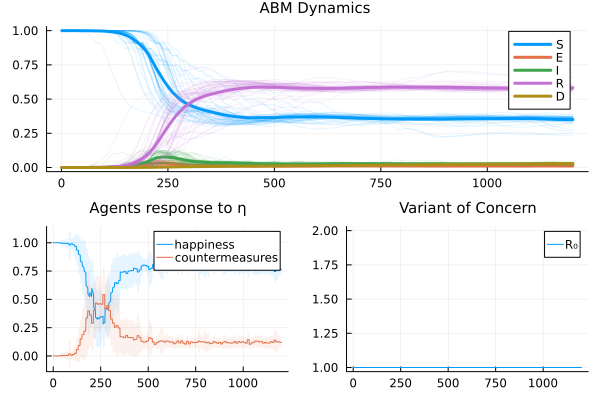 ABM Dynamics
1.00
0.75
0.50
0.25
0.00
S
E
I
R
D
0
250
500
750
1000
Agents response to η
1.00
0.75
0.50
0.25
0.00
happiness
countermeasures
0
250
500
750
1000
Variant of Concern
2.00
1.75
1.50
1.25
1.00
R₀
0
250
500
750
1000